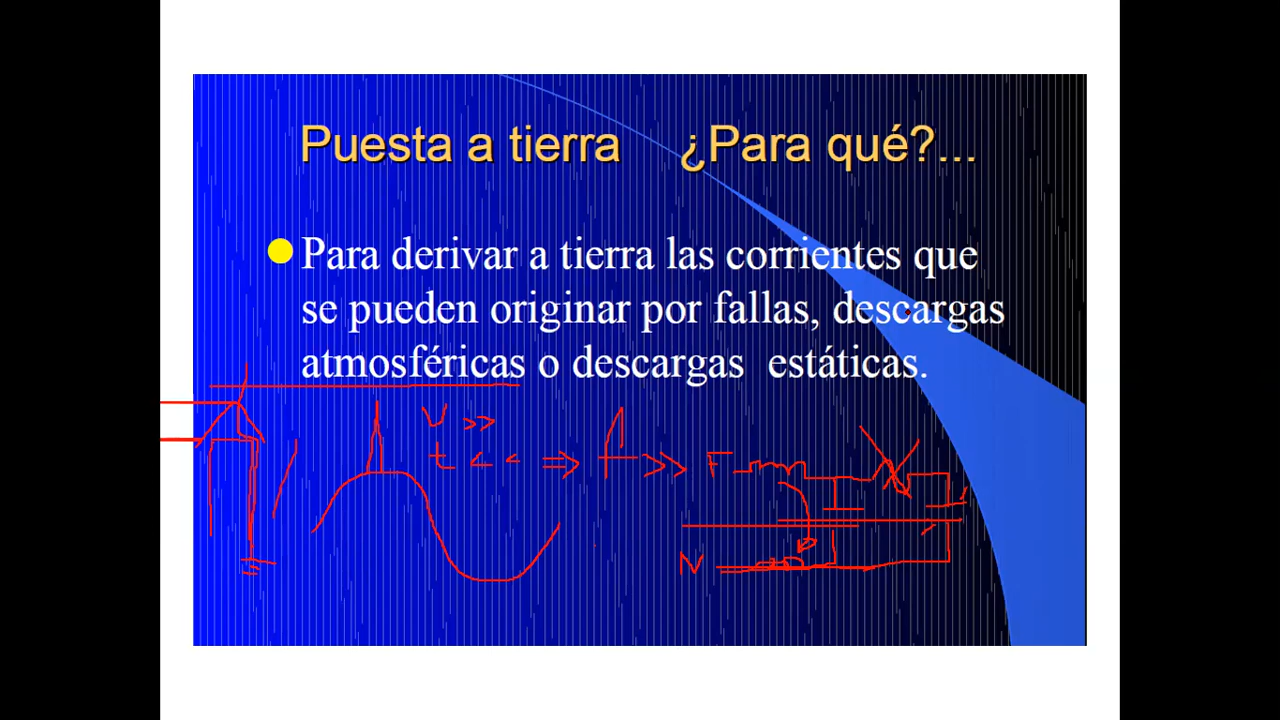 Puesta a tierra ¿Para qué?...
Para derivar a tierra las corrientes que
se pueden originar por fallas, descargas
atmosféricas o descargas estáticas.
V >>
t << ⇒ >> F
N